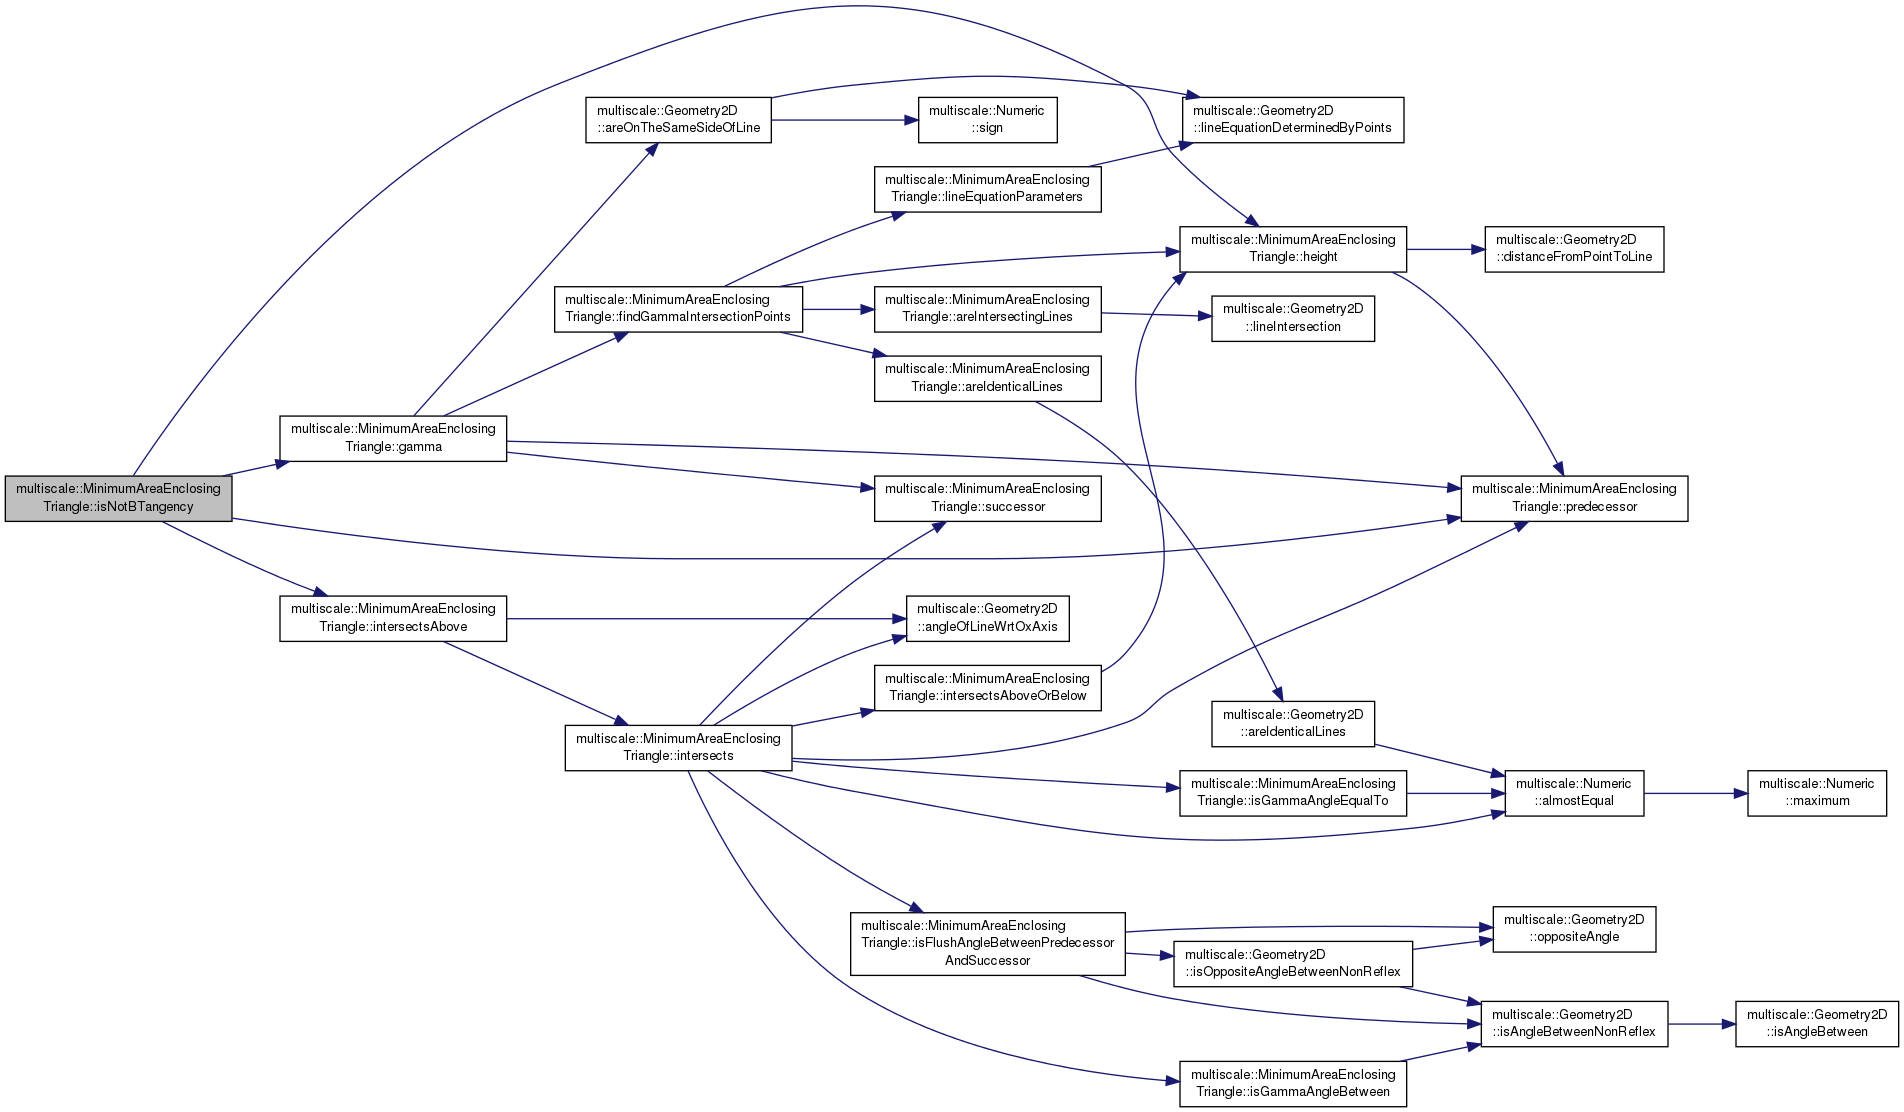 multiscale::MinimumAreaEnclosing
Triangle::isNotBTangency
multiscale::MinimumAreaEnclosing
Triangle::gamma
multiscale::MinimumAreaEnclosing
Triangle::intersectsAbove
multiscale::Geometry2D
::areOnTheSameSideOfLine
multiscale::MinimumAreaEnclosing
Triangle::findGammaIntersectionPoints
multiscale::MinimumAreaEnclosing
Triangle::intersects
multiscale::Numeric
::sign
multiscale::MinimumAreaEnclosing
Triangle::lineEquationParameters
multiscale::MinimumAreaEnclosing
Triangle::areIntersectingLines
multiscale::MinimumAreaEnclosing
Triangle::areIdenticalLines
multiscale::MinimumAreaEnclosing
Triangle::successor
multiscale::Geometry2D
::angleOfLineWrtOxAxis
multiscale::MinimumAreaEnclosing
Triangle::intersectsAboveOrBelow
multiscale::MinimumAreaEnclosing
Triangle::isFlushAngleBetweenPredecessor
AndSuccessor
multiscale::Geometry2D
::lineEquationDeterminedByPoints
multiscale::MinimumAreaEnclosing
Triangle::height
multiscale::Geometry2D
::lineIntersection
multiscale::Geometry2D
::areIdenticalLines
multiscale::MinimumAreaEnclosing
Triangle::isGammaAngleEqualTo
multiscale::Geometry2D
::isOppositeAngleBetweenNonReflex
multiscale::MinimumAreaEnclosing
Triangle::isGammaAngleBetween
multiscale::Geometry2D
::distanceFromPointToLine
multiscale::MinimumAreaEnclosing
Triangle::predecessor
multiscale::Numeric
::almostEqual
multiscale::Geometry2D
::oppositeAngle
multiscale::Geometry2D
::isAngleBetweenNonReflex
multiscale::Numeric
::maximum
multiscale::Geometry2D
::isAngleBetween